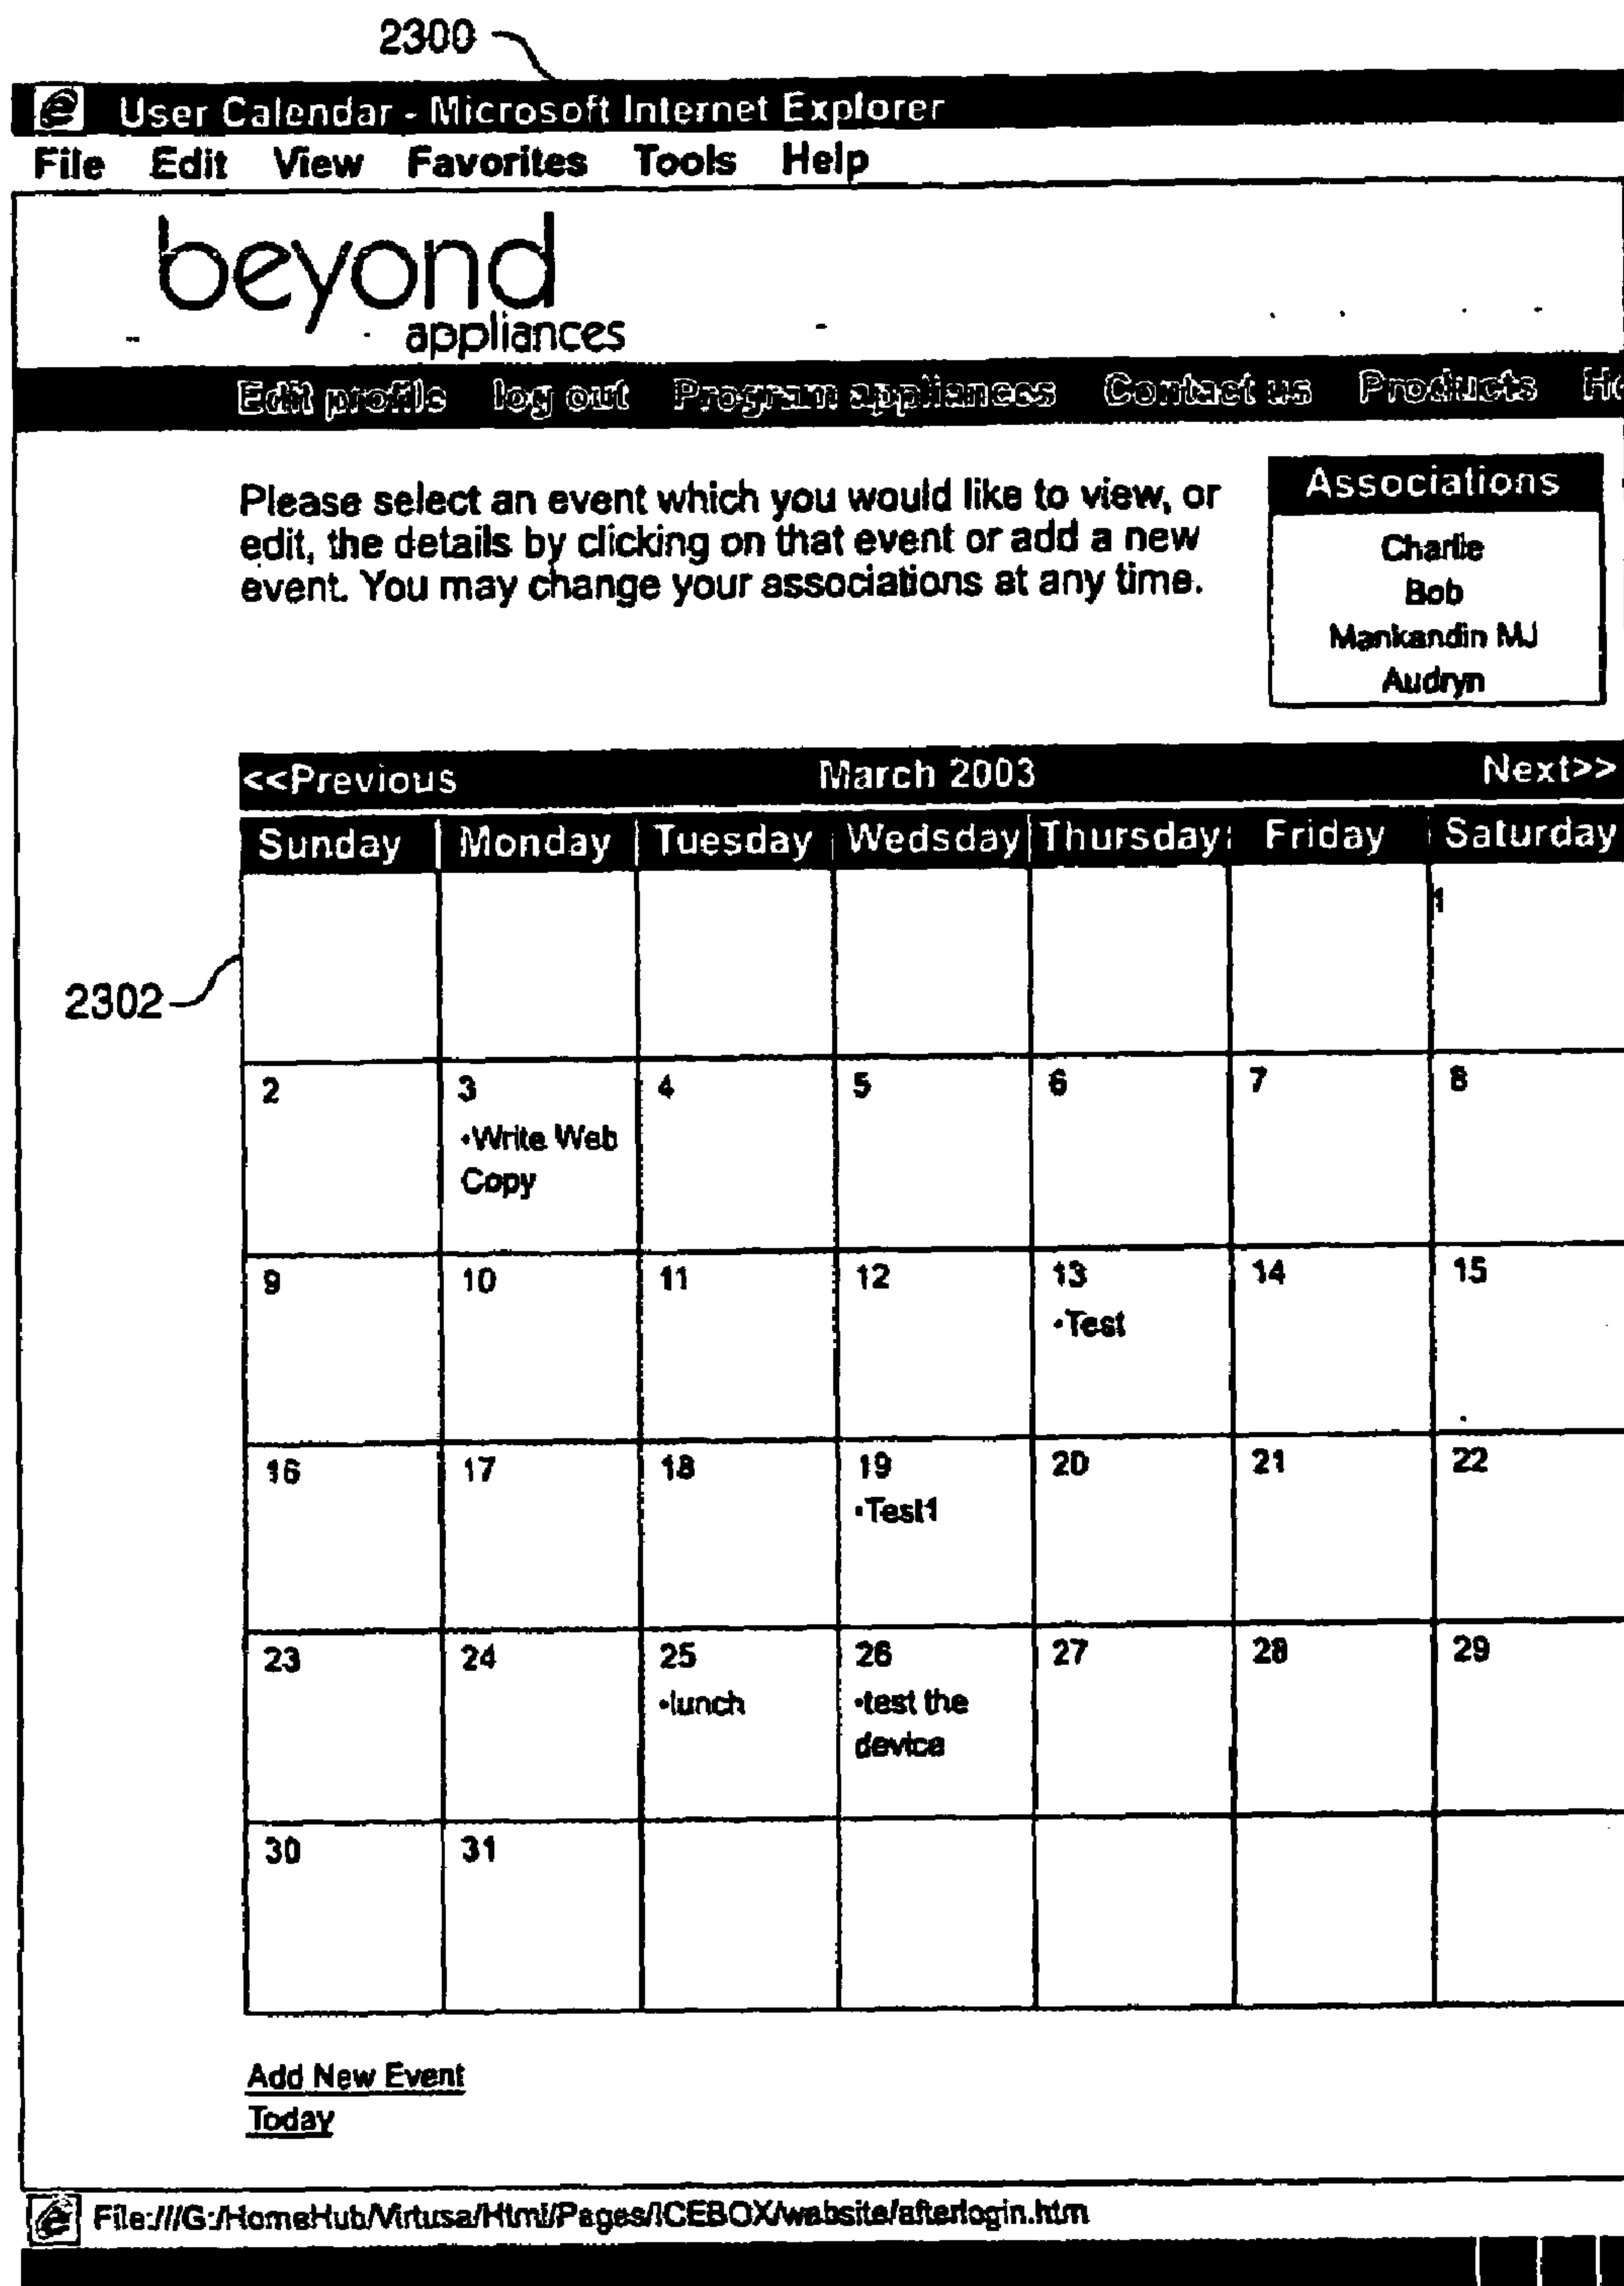 2300
User Calendar - Microsoft Internet Explorer
File Edit View Favorites Tools Help
beyond
appliances
Edit profile log out Program appliances Contact us Products
Please select an event which you would like to view, or
edit, the details by clicking on that event or add a new
event. You may change your associations at any time.
Associations
Charlie
Bob
Mankandin MJ
Audryn
<<Previous March 2003 Next>>
Sunday Monday Tuesday Wedsday Thursday Friday Saturday
1
2302
2 3 4 5 6 7 8
•Write Web
Copy
9 10 11 12 13 14 15
•Test
16 17 18 19 20 21 22
•Test1
23 24 25 26 27 28 29
•lunch •test the
device
30 31
Add New Event
Today
File:///G:/HomeHub/Virtusa/Html/Pages/ICEBOX/website/afterlogin.htm